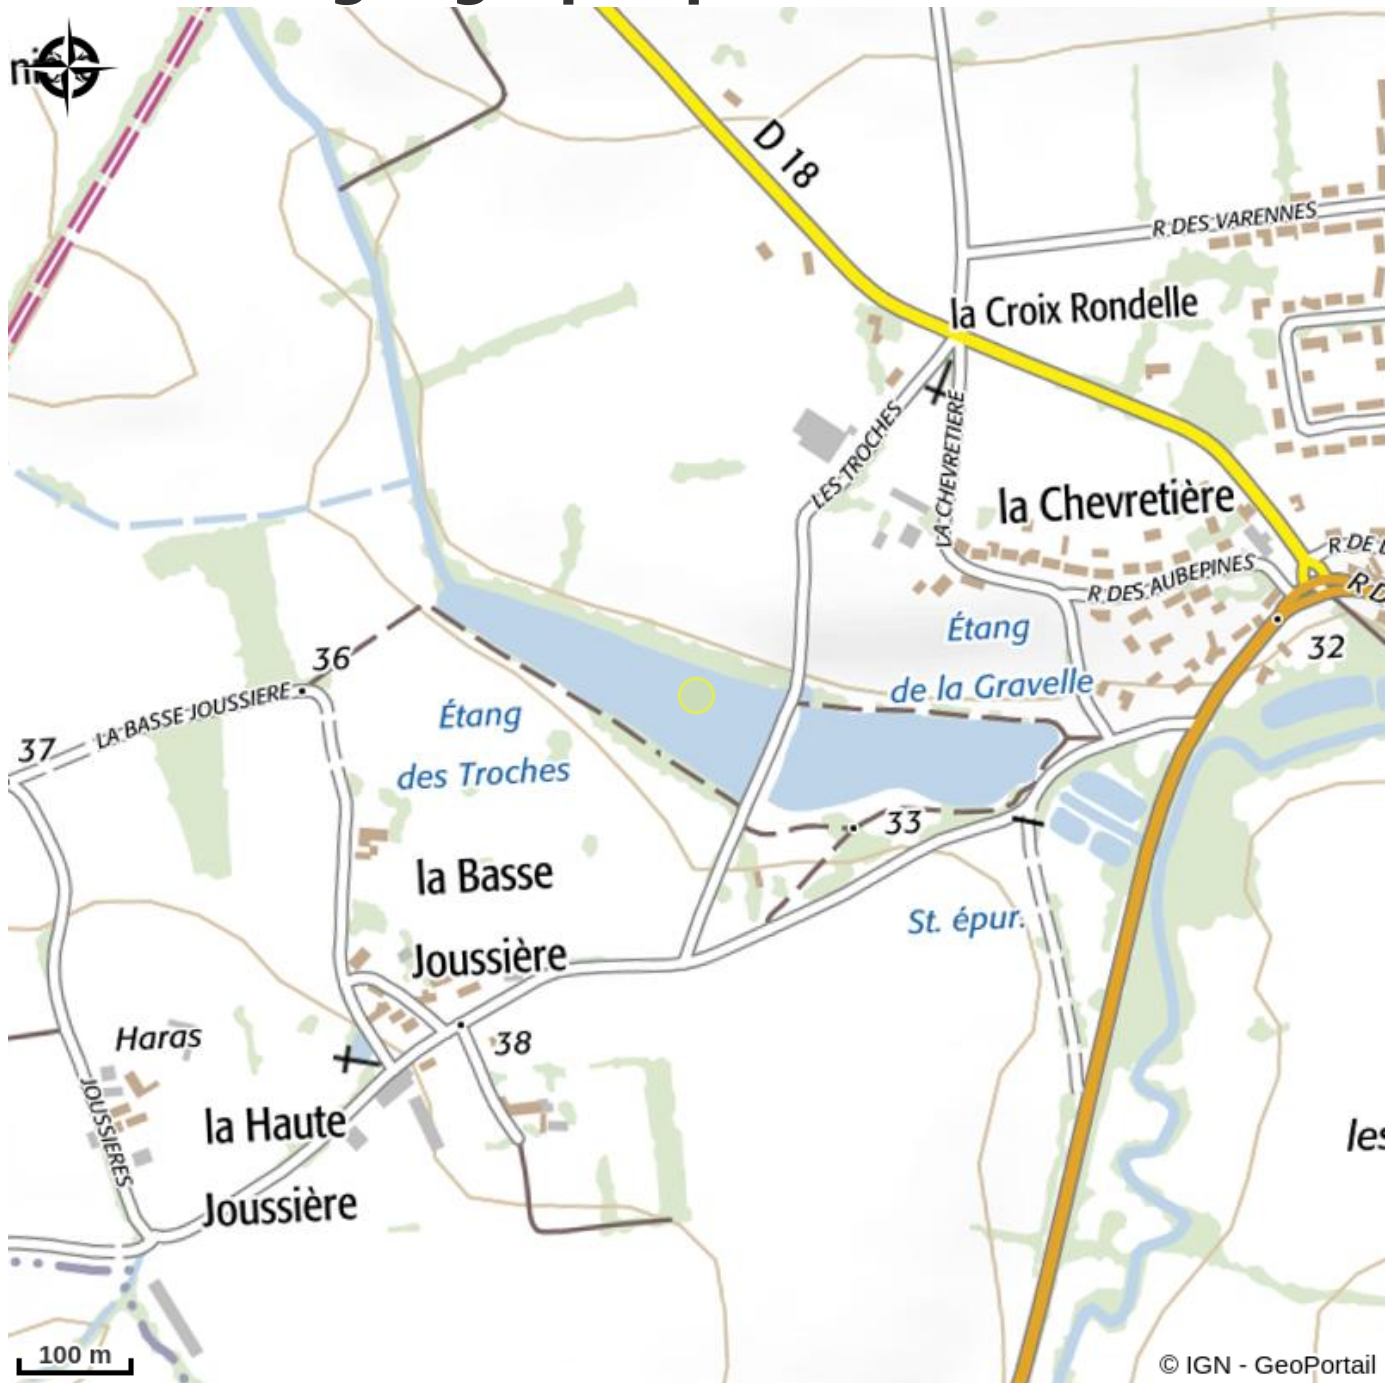 D 18
R DES VARENNES
la Croix Rondelle
LES TROCHES
LA CHEVRETIERE
la Chevretière
R DES AUBEPINES
R DE
R D
Étang
de la Gravelle
32
36
LA BASSE JOUSSIERE
37
Étang
des Troches
33
la Basse
Joussière
St. épur.
Haras
38
JOUSSIERES
la Haute
Joussière
les
100 m
© IGN - GeoPortail